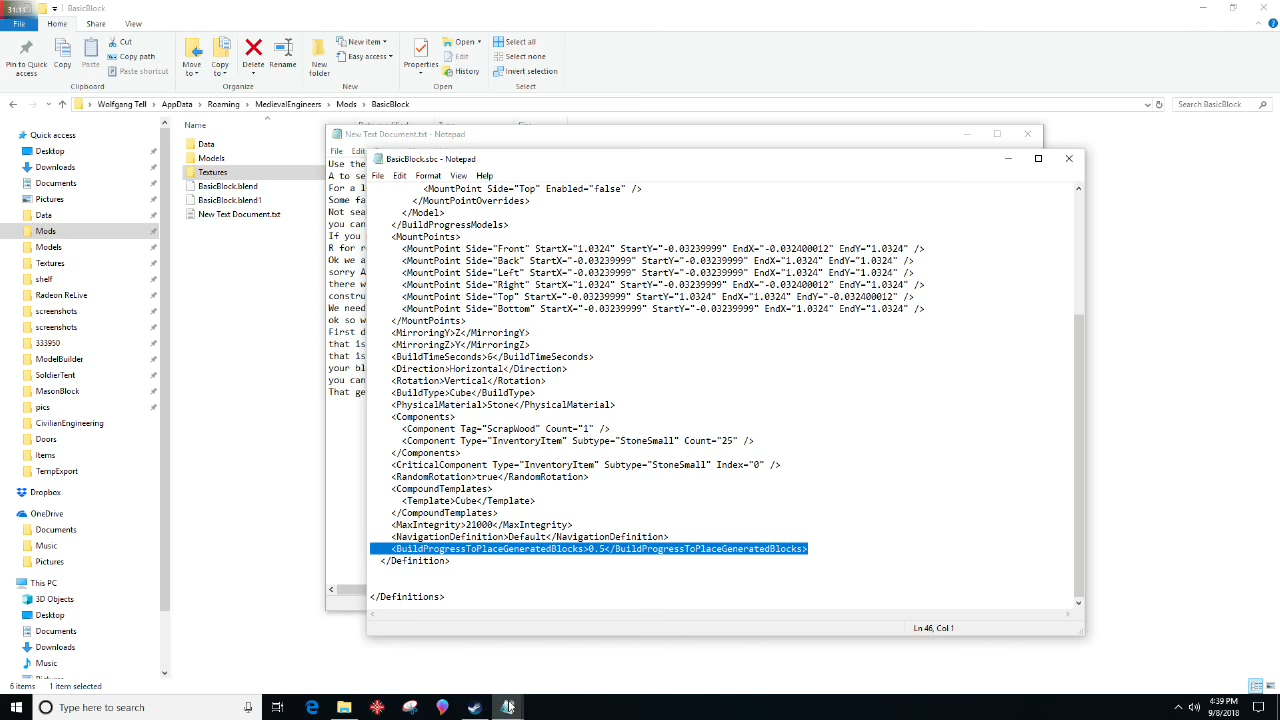 31:11
BasicBlock
File
Home
Share
View
Pin to Quick access
Copy
Paste
Cut
Copy path
Paste shortcut
Clipboard
Move to
Copy to
Delete
Rename
Organize
New folder
New item
Easy access
New
Properties
Open
Edit
History
Open
Select all
Select none
Invert selection
Select
Wolfgang Tell > AppData > Roaming > MedievalEngineers > Mods > BasicBlock
Search BasicBlock
Quick access
Desktop
Downloads
Documents
Pictures
Data
Mods
Models
Textures
shelf
Radeon ReLive
screenshots
screenshots
333950
ModelBuilder
SoldierTent
MasonBlock
pics
CivilianEngineering
Doors
Items
TempExport
Dropbox
OneDrive
Documents
Music
Pictures
This PC
3D Objects
Desktop
Documents
Downloads
Music
Name
Data
Models
Textures
BasicBlock.blend
BasicBlock.blend1
New Text Document.txt
New Text Document.txt - Notepad
File
Use the
A to se
For a l
Some fa
Not sea
you can
If you
R for r
Ok we a
sorry A
there w
constru
We need
ok so w
First d
that is
that is
your bl
you can
That ge
BasicBlock.sbc - Notepad
File Edit Format View Help
<MountPoint Side="Top" Enabled="false" />
</MountPointOverrides>
</Model>
</BuildProgressModels>
<MountPoints>
<MountPoint Side="Front" StartX="1.0324" StartY="-0.03239999" EndX="-0.032400012" EndY="1.0324" />
<MountPoint Side="Back" StartX="-0.03239999" StartY="-0.03239999" EndX="1.0324" EndY="1.0324" />
<MountPoint Side="Left" StartX="-0.03239999" StartY="-0.03239999" EndX="1.0324" EndY="1.0324" />
<MountPoint Side="Right" StartX="1.0324" StartY="-0.03239999" EndX="-0.032400012" EndY="1.0324" />
<MountPoint Side="Top" StartX="-0.03239999" StartY="1.0324" EndX="1.0324" EndY="-0.032400012" />
<MountPoint Side="Bottom" StartX="-0.03239999" StartY="-0.03239999" EndX="1.0324" EndY="1.0324" />
</MountPoints>
<MirroringY>Z</MirroringY>
<MirroringZ>Y</MirroringZ>
<BuildTimeSeconds>6</BuildTimeSeconds>
<Direction>Horizontal</Direction>
<Rotation>Vertical</Rotation>
<BuildType>Cube</BuildType>
<PhysicalMaterial>Stone</PhysicalMaterial>
<Components>
<Component Tag="ScrapWood" Count="1" />
<Component Type="InventoryItem" Subtype="StoneSmall" Count="25" />
</Components>
<CriticalComponent Type="InventoryItem" Subtype="StoneSmall" Index="0" />
<RandomRotation>true</RandomRotation>
<CompoundTemplates>
<Template>Cube</Template>
</CompoundTemplates>
<MaxIntegrity>21000</MaxIntegrity>
<NavigationDefinition>Default</NavigationDefinition>
<BuildProgressToPlaceGeneratedBlocks>0.5</BuildProgressToPlaceGeneratedBlocks>
</Definition>
</Definitions>
Ln 46, Col 1
6 items
1 item selected
Type here to search
4:39 PM
9/8/2018